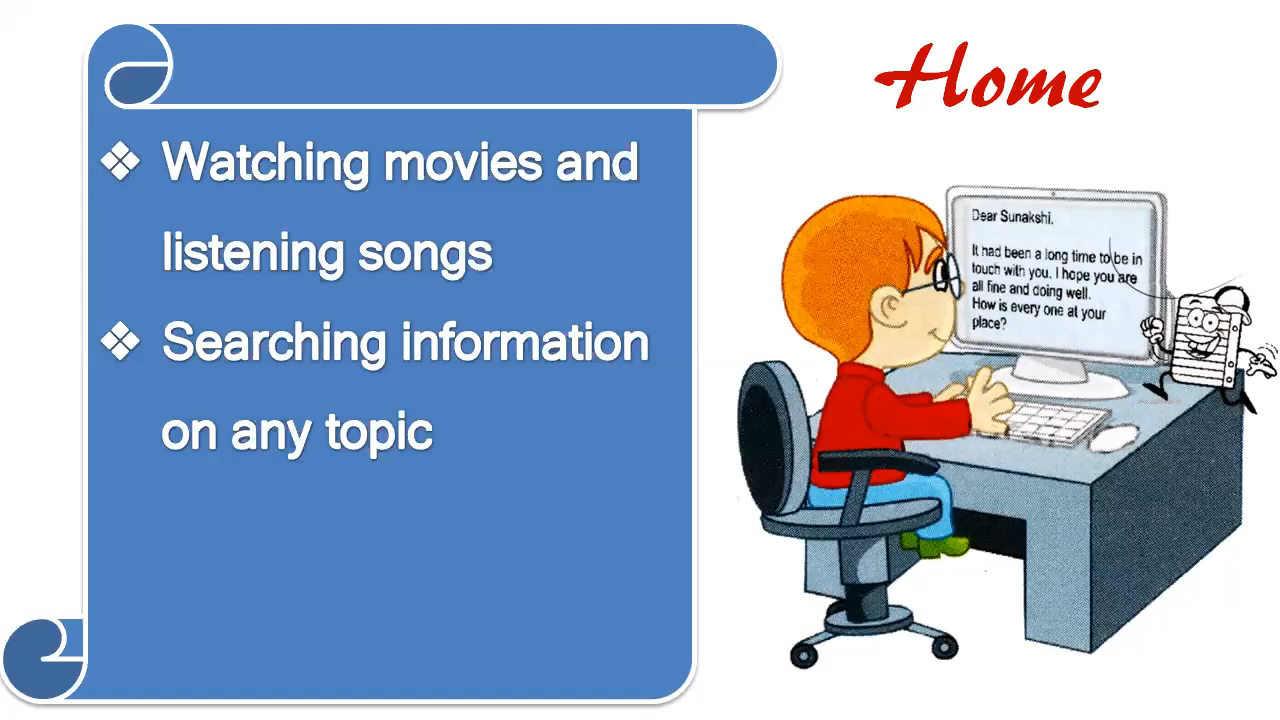 Home
Watching movies and
listening songs
Searching information
on any topic
Dear Sunakshi.
It had been a long time to be in
touch with you. I hope you are
all fine and doing well.
How is every one at your
place?